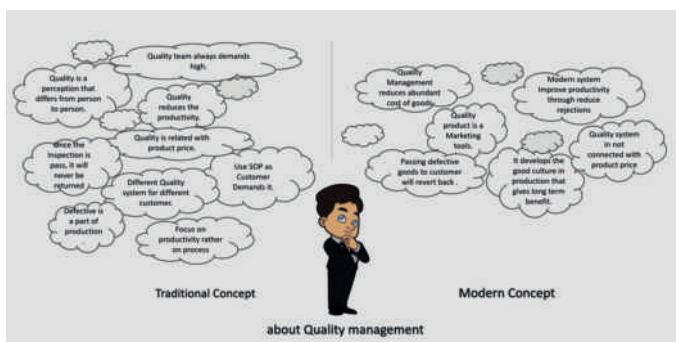 Quality team always demands
high.
Quality is a
perception that
differs from person
to person.
Quality
reduces the
productivity.
Quality is related with
product price.
Once the
Inspection is
pass, it will
never be
returned
Different Quality
system for different
customer.
Use SOP as
Customer
Demands it.
Defective is
a part of
production
Focus on
productivity rather
on process
Traditional Concept
Quality
Management
reduces abundant
cost of goods.
Modern system
improve productivity
through reduce
rejections
Quality
product is a
Marketing
tools.
Quality system
in not
connected with
product price
Passing defective
goods to customer
will revert back .
It develops the
good culture in
production that
gives long term
benefit.
Modern Concept
about Quality management